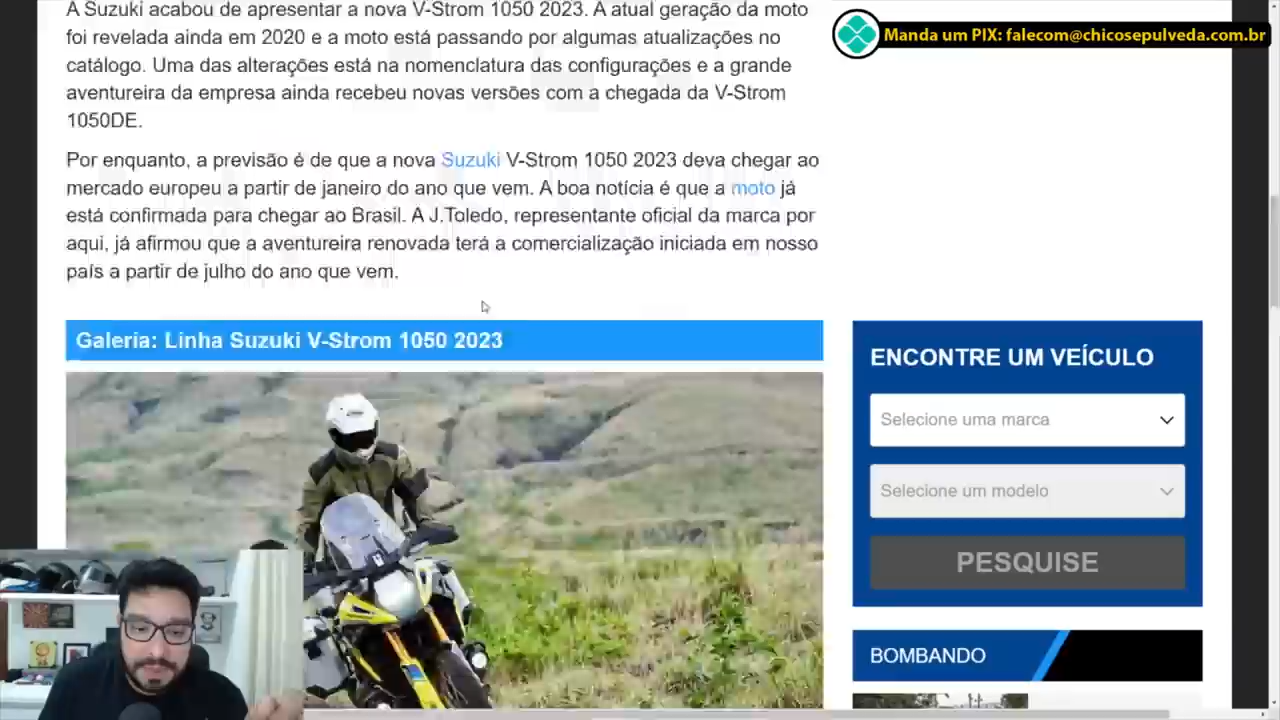 A Suzuki acabou de apresentar a nova V-Strom 1050 2023. A atual geração da moto
foi revelada ainda em 2020 e a moto está passando por algumas atualizações no
catálogo. Uma das alterações está na nomenclatura das configurações e a grande
aventureira da empresa ainda recebeu novas versões com a chegada da V-Strom
1050DE.
Manda um PIX: falecom@chicosepulveda.com.br
Por enquanto, a previsão é de que a nova Suzuki V-Strom 1050 2023 deva chegar ao
mercado europeu a partir de janeiro do ano que vem. A boa notícia é que a moto já
está confirmada para chegar ao Brasil. A J.Toledo, representante oficial da marca por
aqui, já afirmou que a aventureira renovada terá a comercialização iniciada em nosso
país a partir de julho do ano que vem.
Galeria: Linha Suzuki V-Strom 1050 2023
ENCONTRE UM VEÍCULO
Selecione uma marca
Selecione um modelo
PESQUISE
BOMBANDO